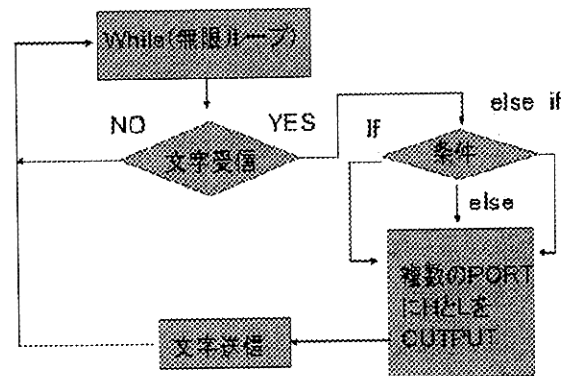 While(無限ループ)
NO
YES
文字受信
If
else if
条件
else
複数のPORT
にHとLを
OUTPUT
文字送信